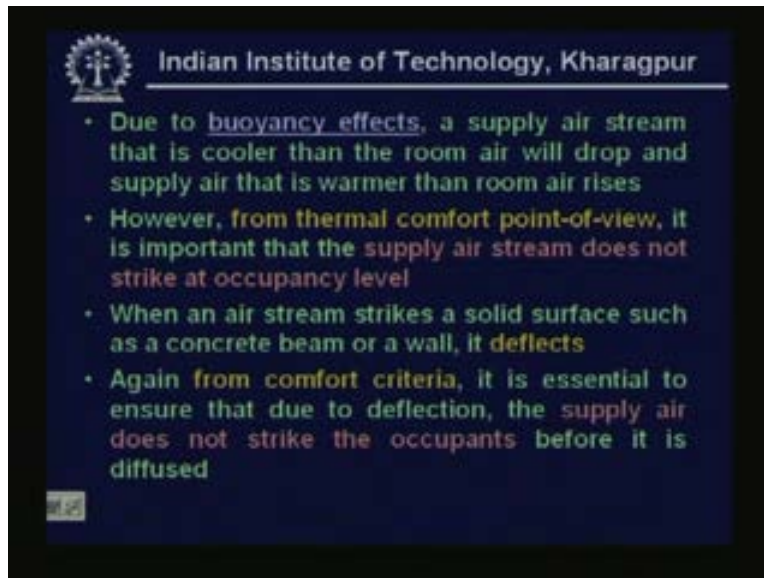 Indian Institute of Technology, Kharagpur
• Due to buoyancy effects, a supply air stream
that is cooler than the room air will drop and
supply air that is warmer than room air rises
• However, from thermal comfort point-of-view, it
is important that the supply air stream does not
strike at occupancy level
• When an air stream strikes a solid surface such
as a concrete beam or a wall, it deflects
• Again from comfort criteria, it is essential to
ensure that due to deflection, the supply air
does not strike the occupants before it is
diffused